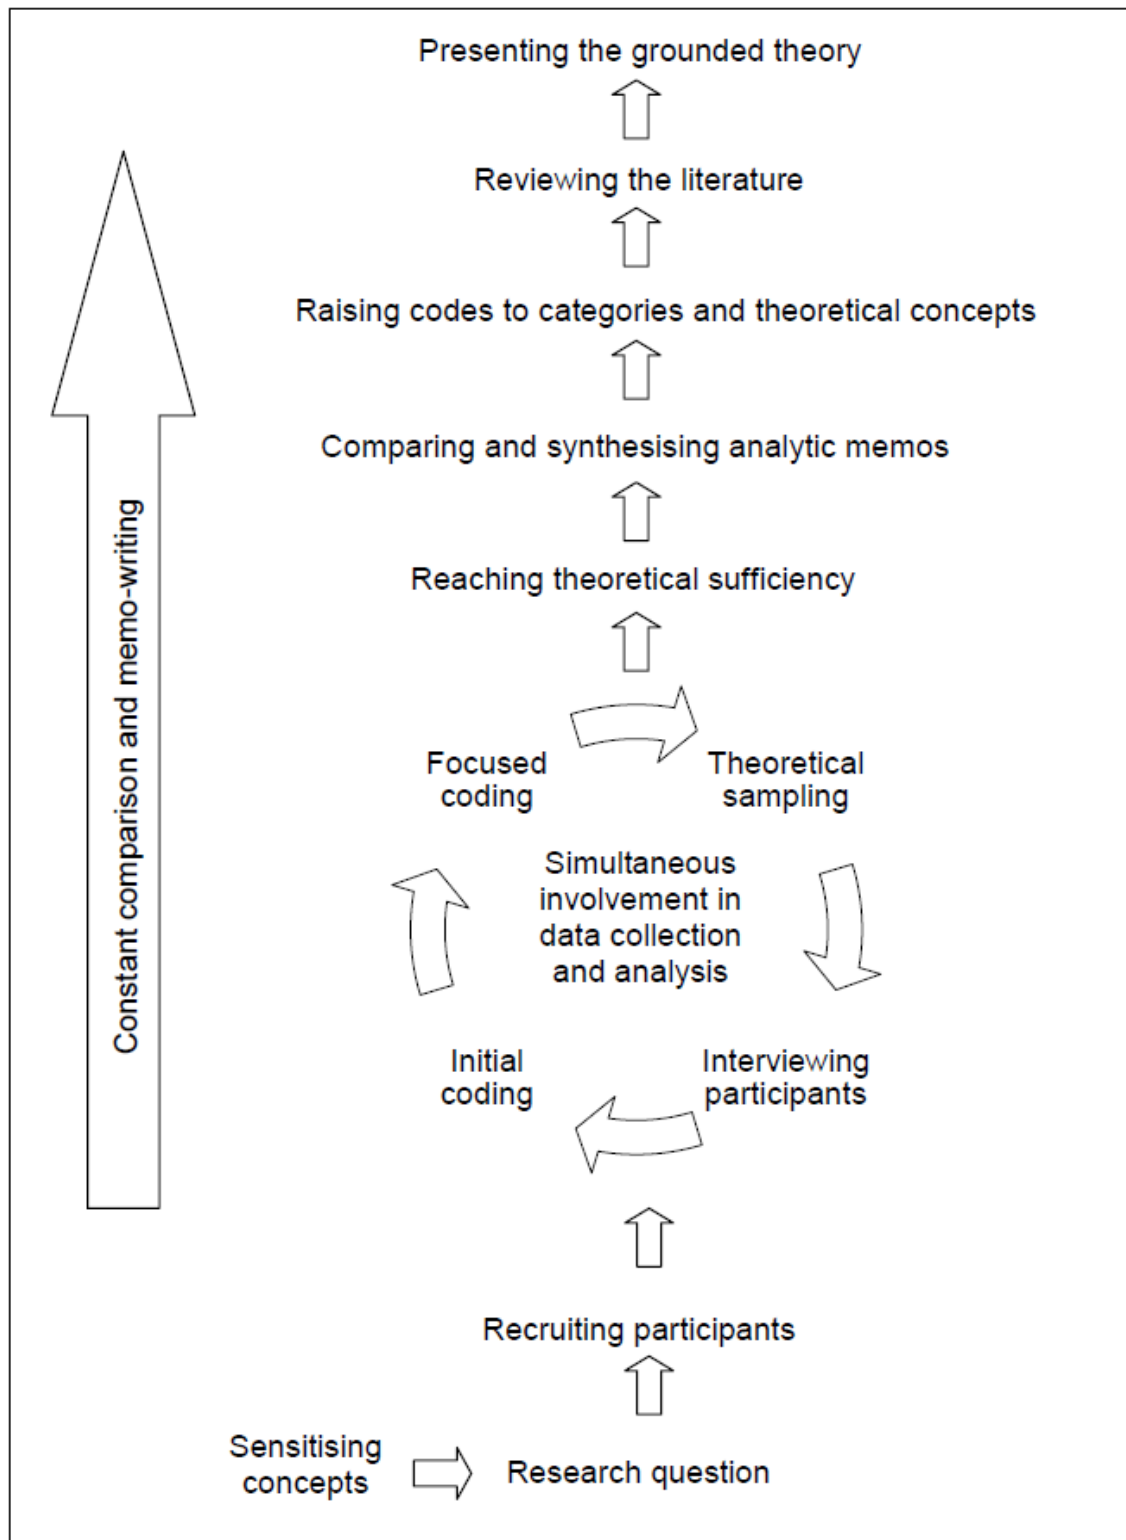 Presenting the grounded theory
Reviewing the literature
Raising codes to categories and theoretical concepts
Comparing and synthesising analytic memos
Reaching theoretical sufficiency
Constant comparison and memo-writing
Focused
coding
Theoretical
sampling
Simultaneous
involvement in
data collection
and analysis
Initial
coding
Interviewing
participants
Recruiting participants
Sensitising
concepts
Research question